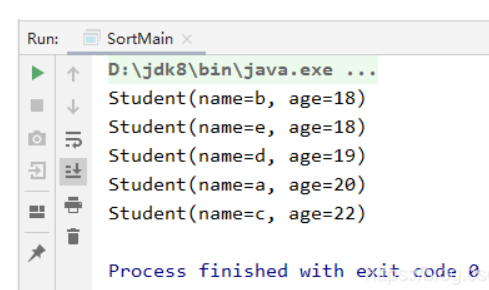 Run: SortMain
D:\jdk8\bin\java.exe ...
Student(name=b, age=18)
Student(name=e, age=18)
Student(name=d, age=19)
Student(name=a, age=20)
Student(name=c, age=22)
Process finished with exit code 0